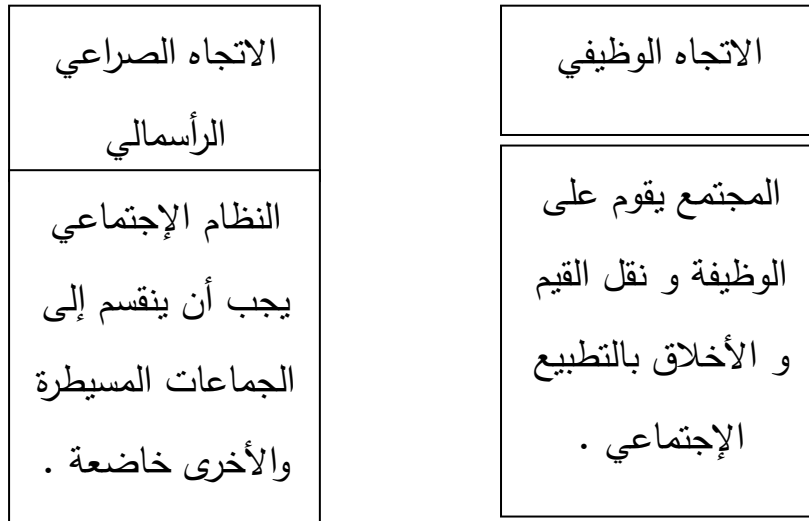 الاتجاه الوظيفي
المجتمع يقوم على
الوظيفة و نقل القيم
و الأخلاق بالتطبيع
الإجتماعي .
الاتجاه الصراعي
الرأسمالي
النظام الإجتماعي
يجب أن ينقسم إلى
الجماعات المسيطرة
والأخرى خاضعة .